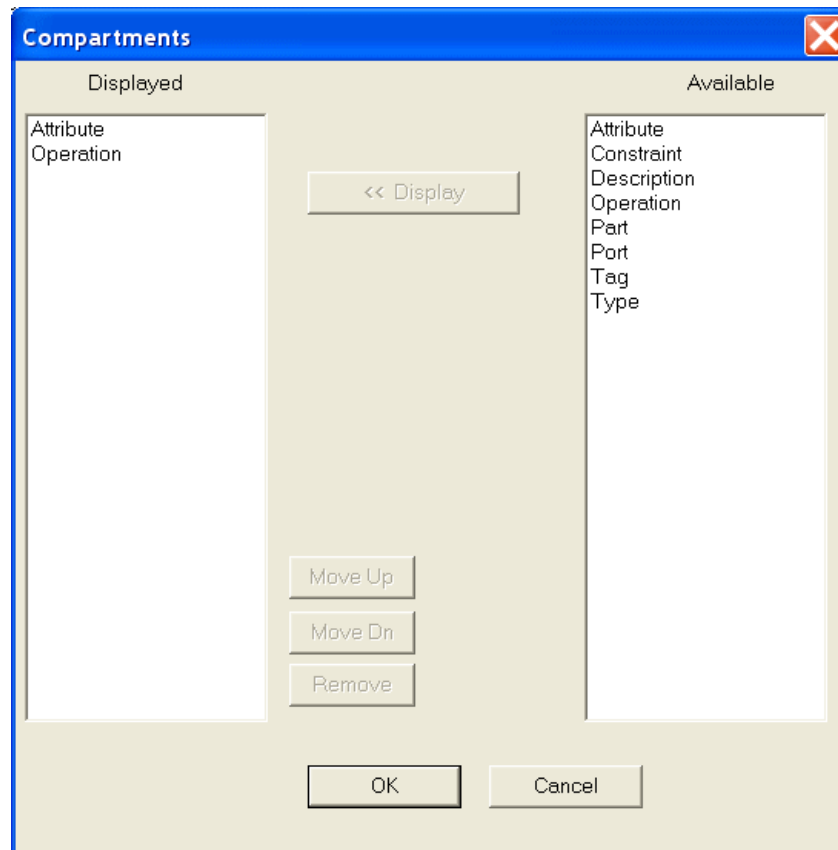 Compartments
Displayed
Available
Attribute
Operation
<< Display
Attribute
Constraint
Description
Operation
Part
Port
Tag
Type
Move Up
Move Dn
Remove
OK
Cancel